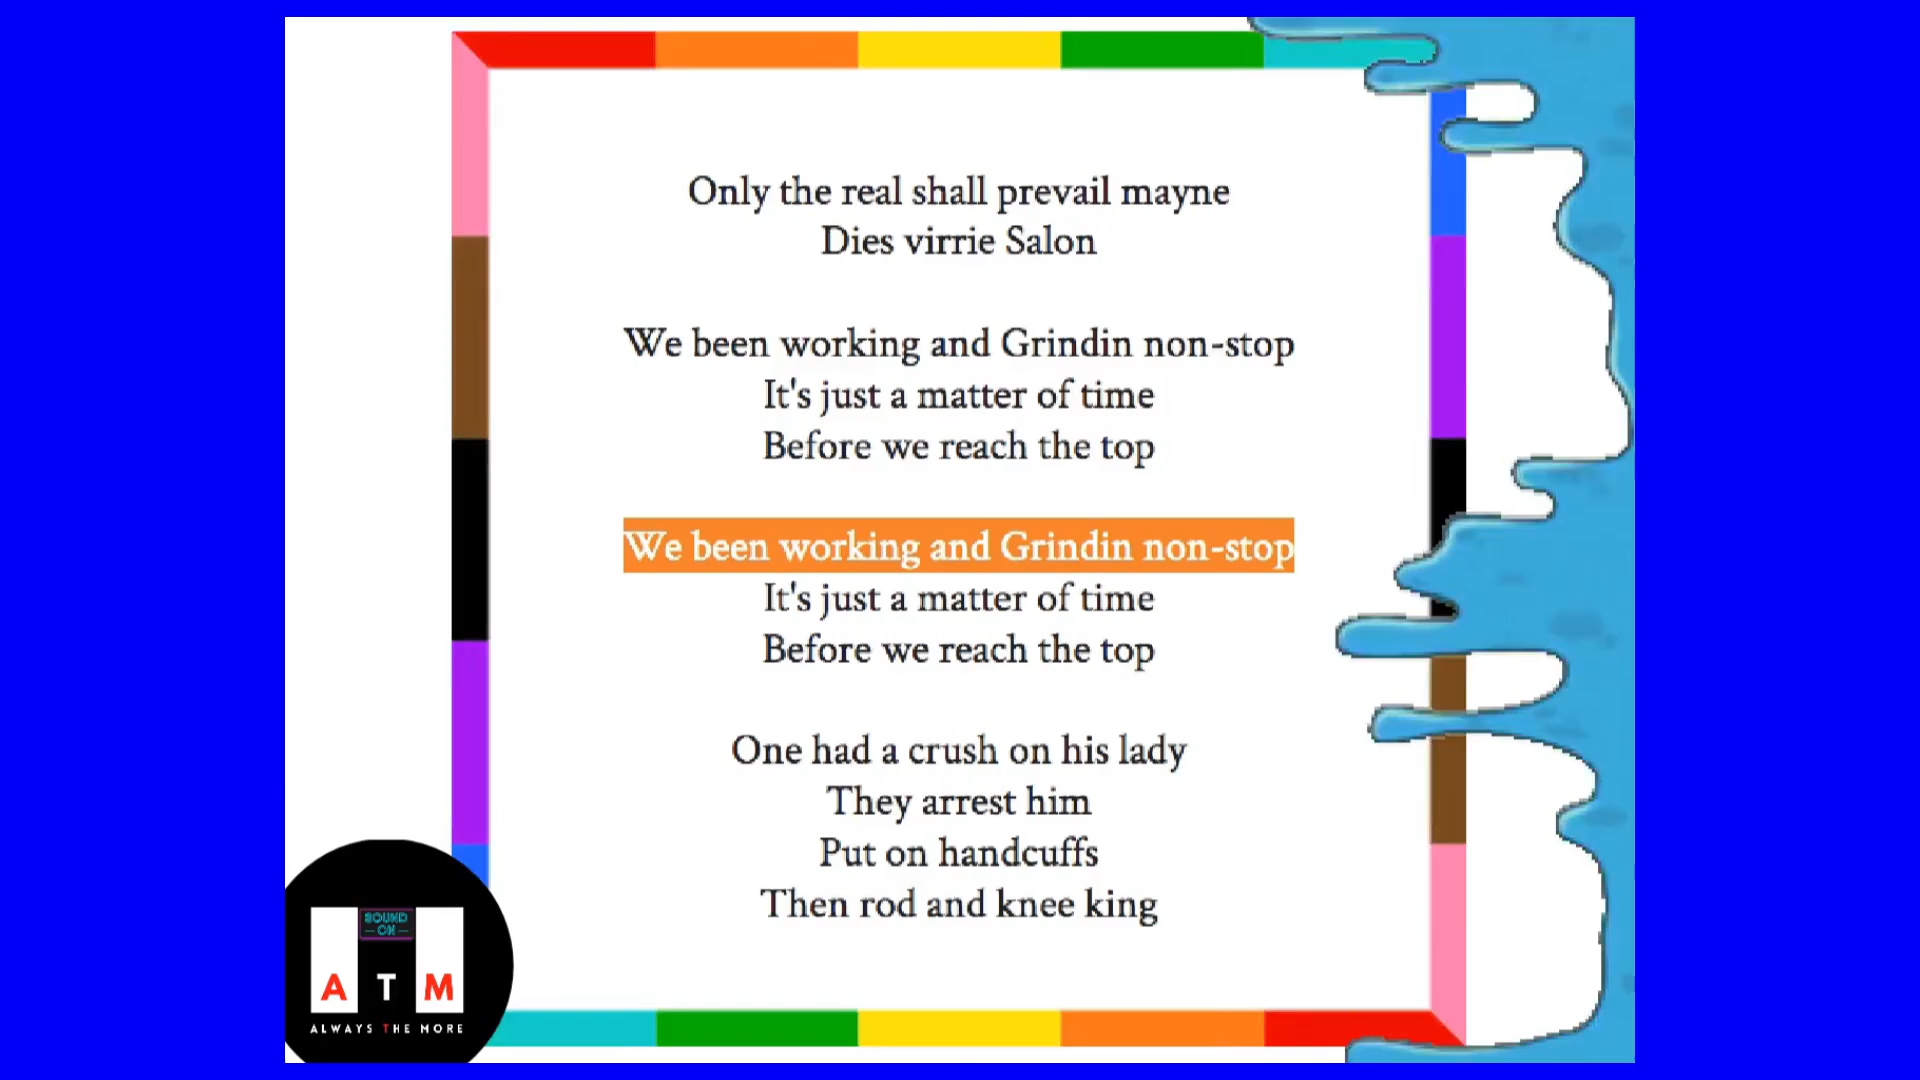 Only the real shall prevail mayne
Dies virrie Salon
We been working and Grindin non-stop
It's just a matter of time
Before we reach the top
We been working and Grindin non-stop
It's just a matter of time
Before we reach the top
One had a crush on his lady
They arrest him
Put on handcuffs
Then rod and knee king
SOUND
ON
A T M
ALWAYS THE MORE